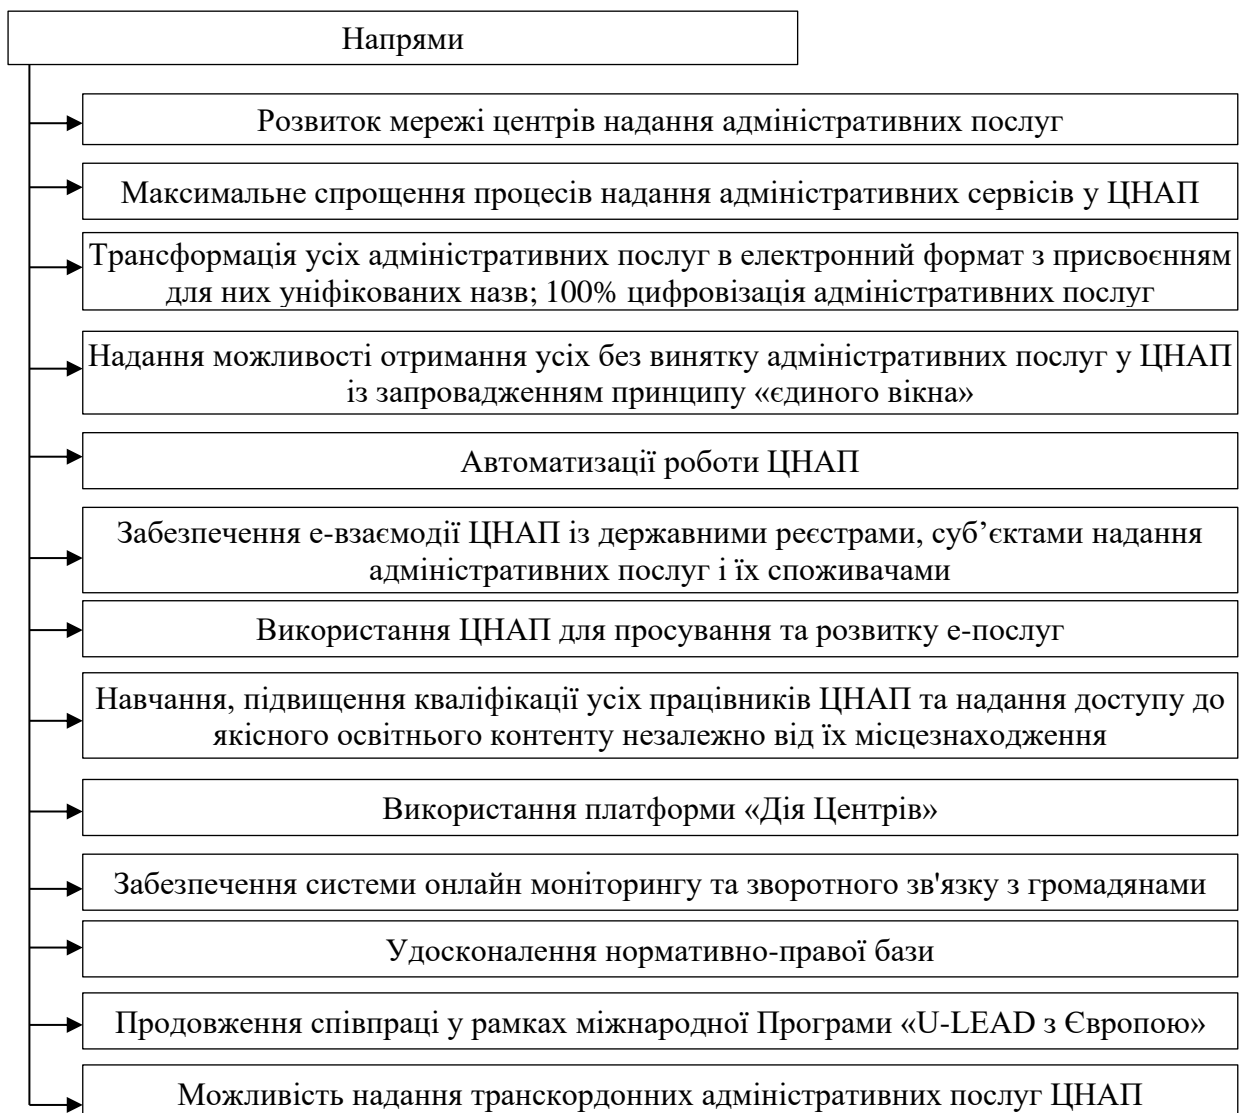 Напрями
Розвиток мережі центрів надання адміністративних послуг
Максимальне спрощення процесів надання адміністративних сервісів у ЦНАП
Трансформація усіх адміністративних послуг в електронний формат з присвоєнням
для них уніфікованих назв; 100% цифровізація адміністративних послуг
Надання можливості отримання усіх без винятку адміністративних послуг у ЦНАП
із запровадженням принципу «єдиного вікна»
Автоматизації роботи ЦНАП
Забезпечення е-взаємодії ЦНАП із державними реєстрами, суб’єктами надання
адміністративних послуг і їх споживачами
Використання ЦНАП для просування та розвитку е-послуг
Навчання, підвищення кваліфікації усіх працівників ЦНАП та надання доступу до
якісного освітнього контенту незалежно від їх місцезнаходження
Використання платформи «Дія Центрів»
Забезпечення системи онлайн моніторингу та зворотного зв'язку з громадянами
Удосконалення нормативно-правої бази
Продовження співпраці у рамках міжнародної Програми «U-LEAD з Європою»
Можливість надання транскордонних адміністративних послуг ЦНАП